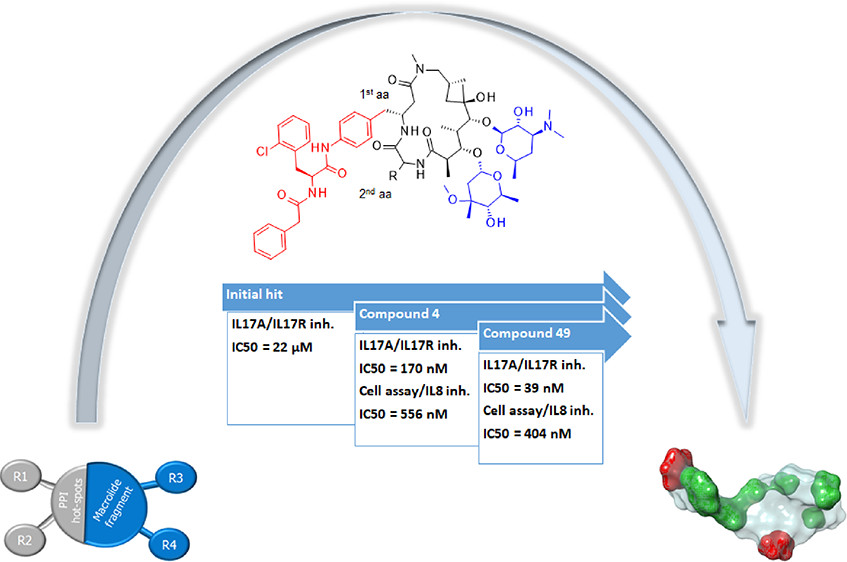 N
O
1st aa
OH
O
OH
N
Cl
HN
NH
O
O
O
O
O
NH
R
NH
O
O
O
2nd aa
O
OH
Initial hit
IL17A/IL17R inh.
IC50 = 22 µM
Compound 4
IL17A/IL17R inh.
IC50 = 170 nM
Cell assay/IL8 inh.
IC50 = 556 nM
Compound 49
IL17A/IL17R inh.
IC50 = 39 nM
Cell assay/IL8 inh.
IC50 = 404 nM
R1
R2
PPI
hot-spots
Macrolide
fragment
R3
R4